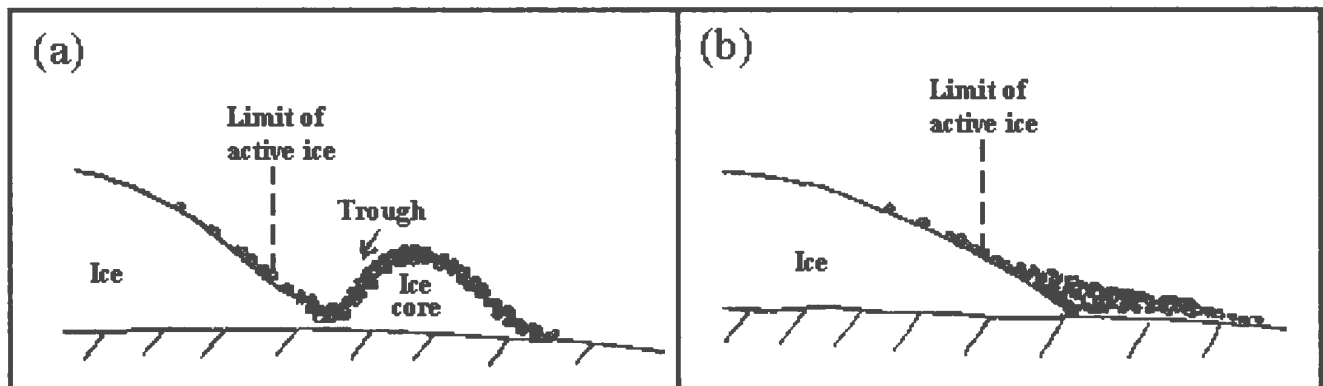 (a)
Limit of
active ice
Trough
Ice
Ice
core
(b)
Limit of
active ice
Ice